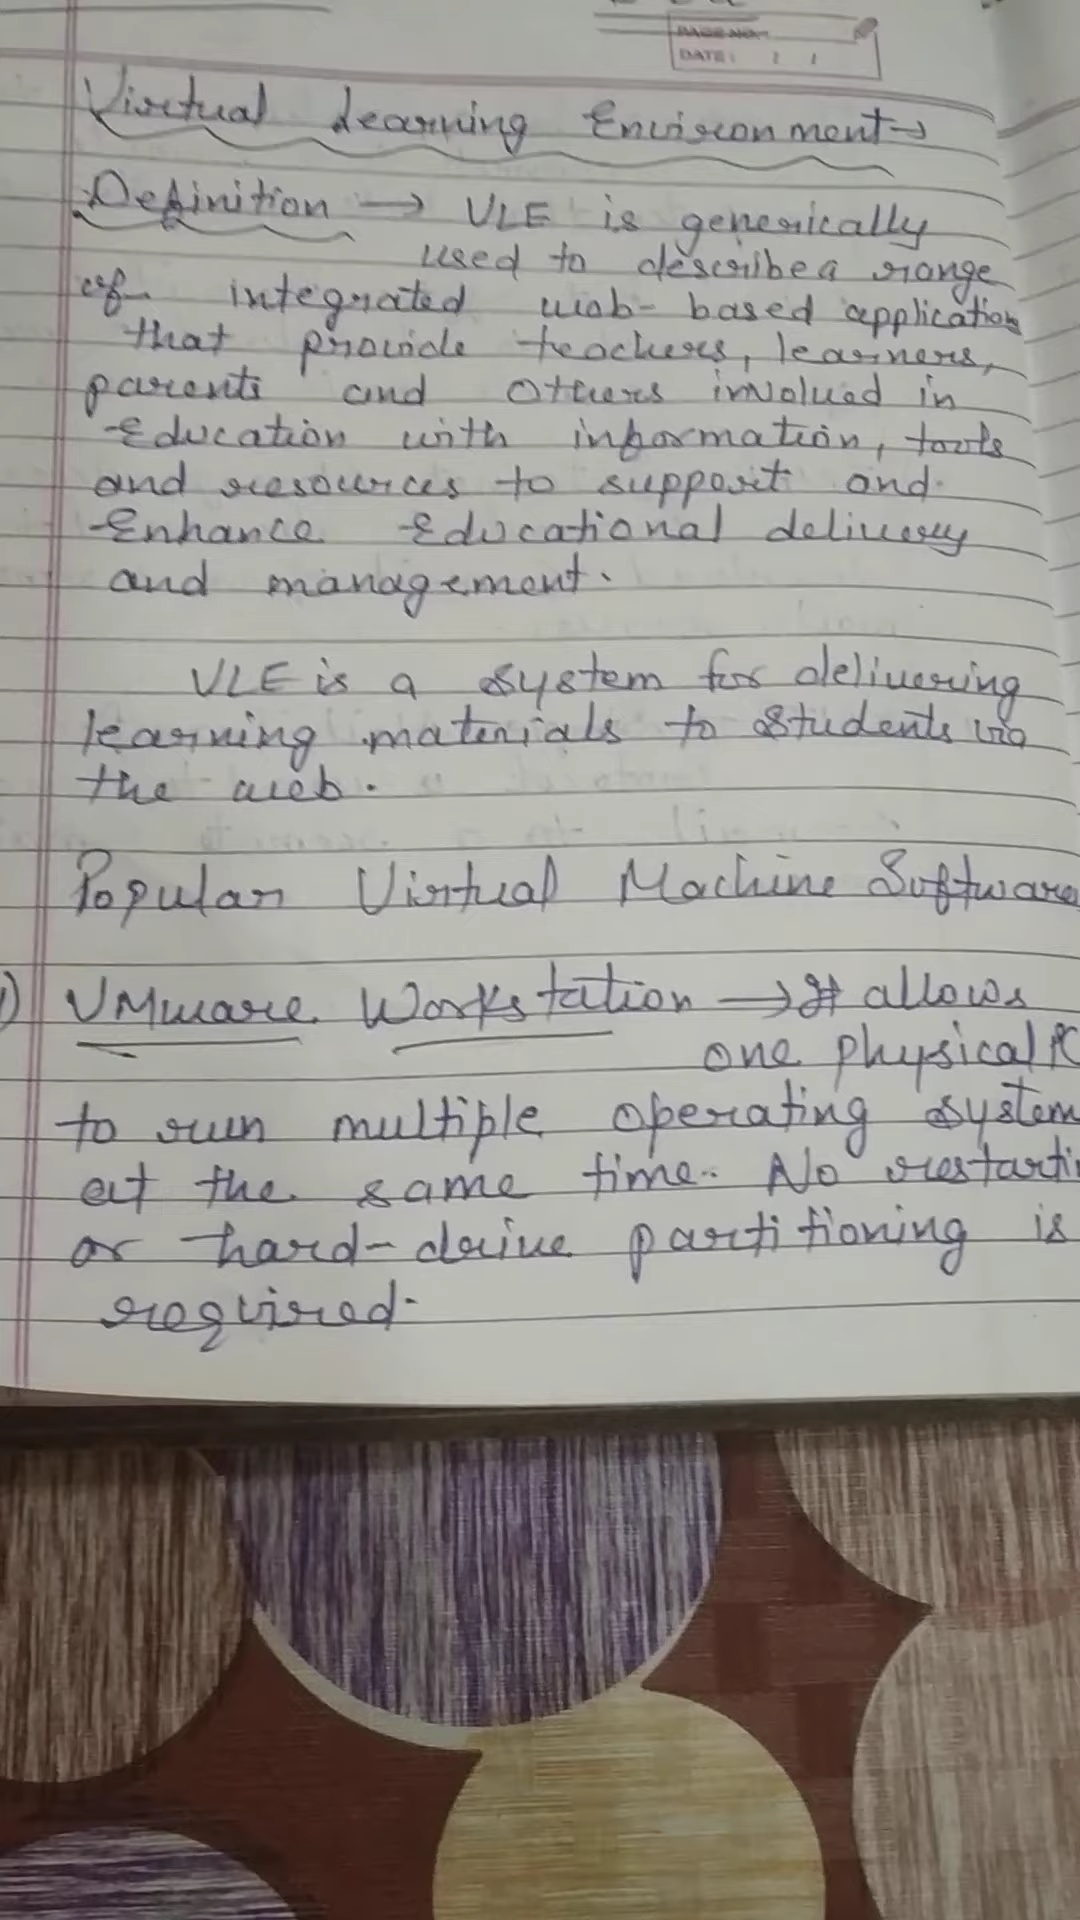 PAGE NO.
DATE: / /
Virtual Learning Environment →
Definition → VLE is generically
used to describe a range
of integrated web-based application
that provide teachers, learners,
parents and others involved in
Education with information, tools
and resources to support and
Enhance Educational delivery
and management.
VLE is a system for delivering
learning materials to students via
the web.
Popular Virtual Machine Software
1) VMware Workstation → It allows
one physical PC
to run multiple operating system
at the same time. No restarti
or hard-drive partitioning is
required.